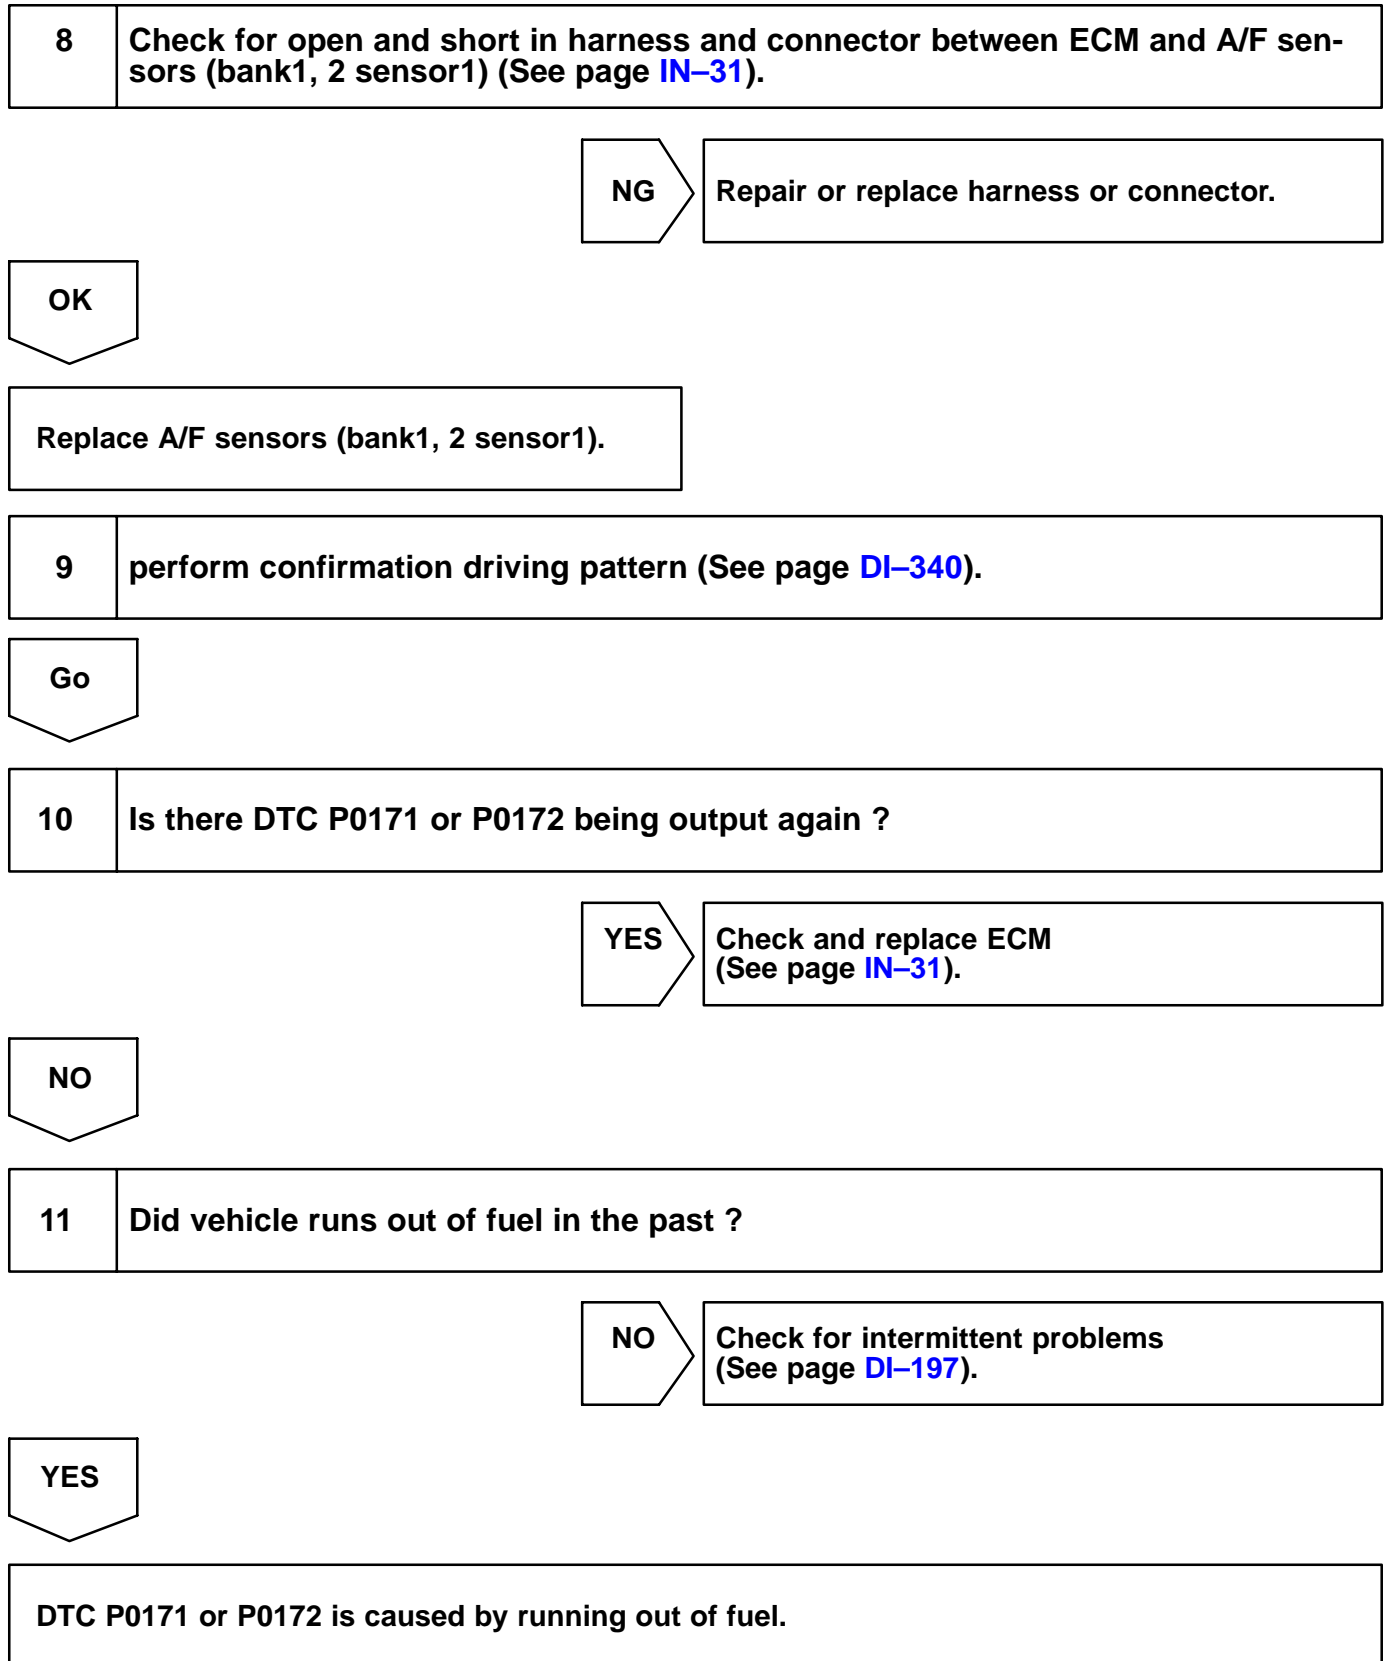 8
Check for open and short in harness and connector between ECM and A/F sen-
sors (bank1, 2 sensor1) (See page IN–31).
NG
Repair or replace harness or connector.
OK
Replace A/F sensors (bank1, 2 sensor1).
9
perform confirmation driving pattern (See page DI–340).
Go
10
Is there DTC P0171 or P0172 being output again ?
YES
Check and replace ECM
(See page IN–31).
NO
11
Did vehicle runs out of fuel in the past ?
NO
Check for intermittent problems
(See page DI–197).
YES
DTC P0171 or P0172 is caused by running out of fuel.